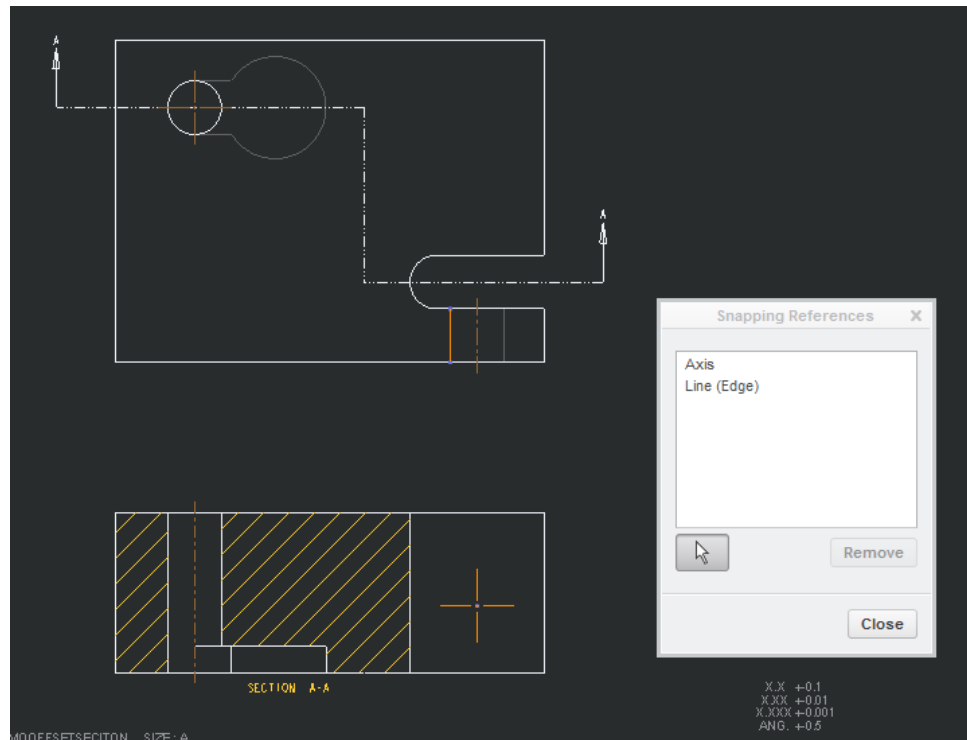 A
A
Snapping References
Axis
Line (Edge)
Remove
Close
SECTION A-A
X.X +-0.1
X.XX +-0.01
X.XXX +-0.001
ANG. +-0.5
MOOFFSETSECITON SIZE: A